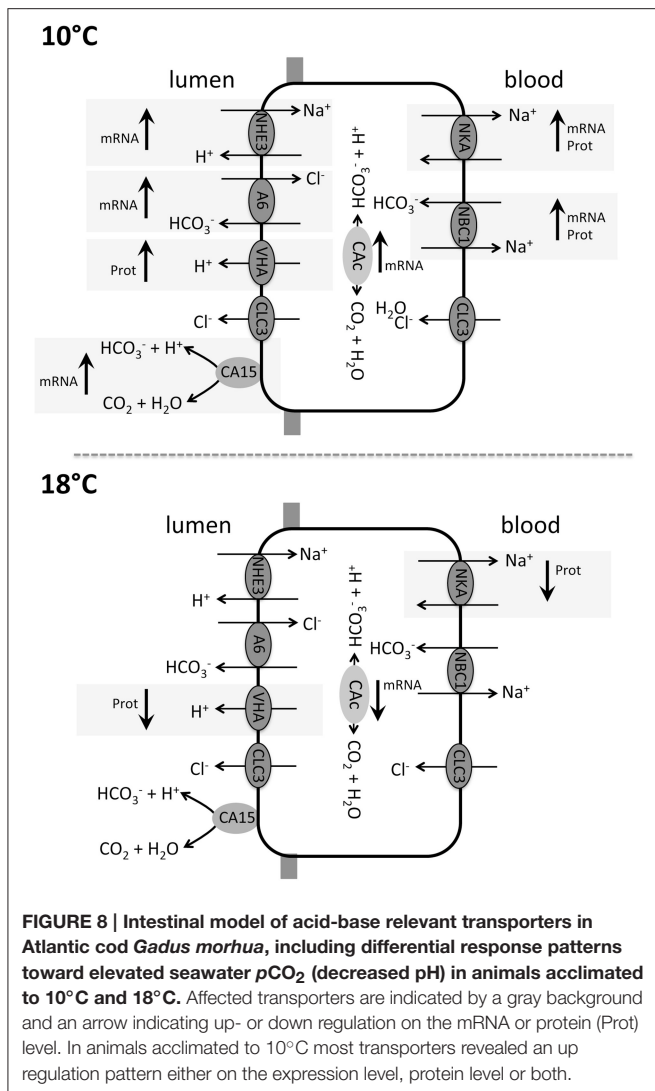 10°C
lumen
blood
NHE3
Na⁺
mRNA
H⁺
Cl⁻
A6
mRNA
HCO₃⁻
VHA
Prot
H⁺
CLC3
Cl⁻
HCO₃⁻ + H⁺
mRNA
CA15
CO₂ + H₂O
HCO₃⁻ + H⁺
CAc
mRNA
CO₂ + H₂O
NKA
Na⁺
mRNA
Prot
HCO₃⁻
NBC1
mRNA
Prot
Na⁺
H₂O
Cl⁻
CLC3
18°C
lumen
blood
NHE3
Na⁺
H⁺
Cl⁻
A6
HCO₃⁻
VHA
Prot
H⁺
CLC3
Cl⁻
HCO₃⁻ + H⁺
CA15
CO₂ + H₂O
HCO₃⁻ + H⁺
CAc
mRNA
CO₂ + H₂O
NKA
Na⁺
Prot
HCO₃⁻
NBC1
Na⁺
Cl⁻
CLC3
FIGURE 8 | Intestinal model of acid-base relevant transporters in
Atlantic cod Gadus morhua, including differential response patterns
toward elevated seawater pCO₂ (decreased pH) in animals acclimated
to 10°C and 18°C. Affected transporters are indicated by a gray background
and an arrow indicating up- or down regulation on the mRNA or protein (Prot)
level. In animals acclimated to 10°C most transporters revealed an up
regulation pattern either on the expression level, protein level or both.